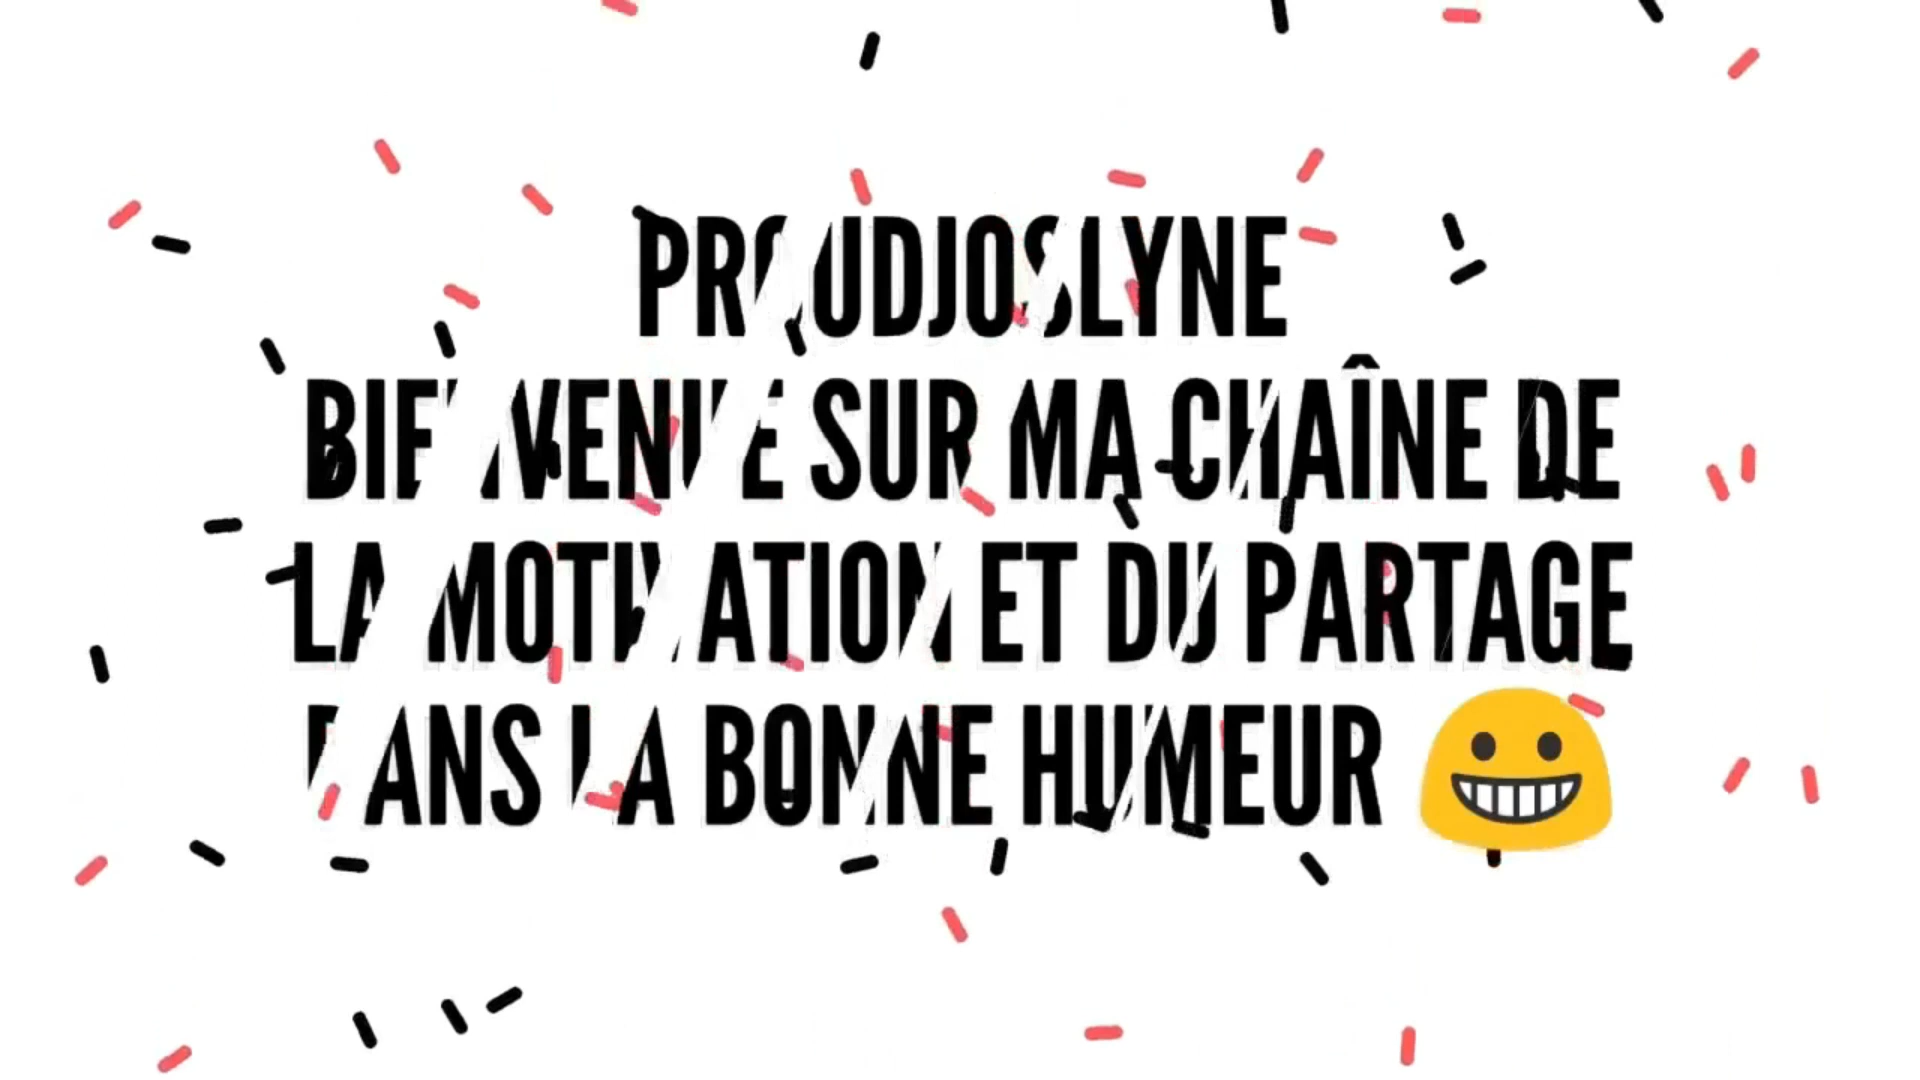 PROUDJOSLYNE
BIENVENUE SUR MA CHAÎNE DE
LA MOTIVATION ET DU PARTAGE
DANS LA BONNE HUMEUR